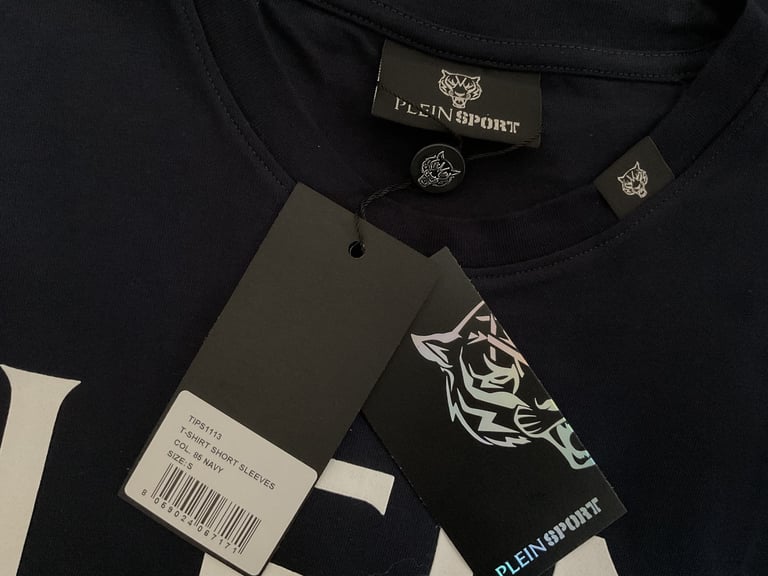 PLEIN SPORT
TIPS1113
T-SHIRT SHORT SLEEVES
COL. 85 NAVY
SIZE: S
8 059024 067171
PLEIN SPORT